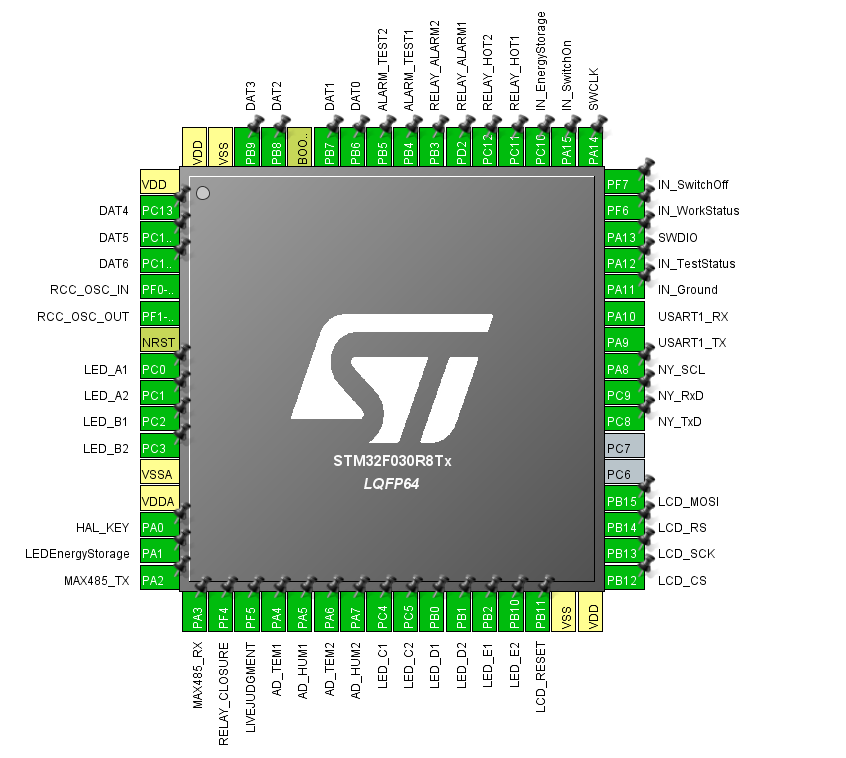 DAT3
DAT2
DAT1
DAT0
ALARM_TEST2
ALARM_TEST1
RELAY_ALARM2
RELAY_ALARM1
RELAY_HOT2
RELAY_HOT1
IN_EnergyStorage
IN_SwitchOn
SWCLK
VDD
VSS
PB9
PB8
BOO..
PB7
PB6
PB5
PB4
PB3
PD2
PC12
PC11
PC10
PA15
PA14
VDD
DAT4 PC13
DAT5 PC1..
DAT6 PC1..
RCC_OSC_IN PF0-..
RCC_OSC_OUT PF1-..
NRST
LED_A1 PC0
LED_A2 PC1
LED_B1 PC2
LED_B2 PC3
VSSA
VDDA
HAL_KEY PA0
LEDEnergyStorage PA1
MAX485_TX PA2
STM32F030R8Tx
LQFP64
PF7 IN_SwitchOff
PF6 IN_WorkStatus
PA13 SWDIO
PA12 IN_TestStatus
PA11 IN_Ground
PA10 USART1_RX
PA9 USART1_TX
PA8 NY_SCL
PC9 NY_RxD
PC8 NY_TxD
PC7
PC6
PB15 LCD_MOSI
PB14 LCD_RS
PB13 LCD_SCK
PB12 LCD_CS
PA3
PF4
PF5
PA4
PA5
PA6
PA7
PC4
PC5
PB0
PB1
PB2
PB10
PB11
VSS
VDD
MAX485_RX
RELAY_CLOSURE
LIVEJUDGMENT
AD_TEM1
AD_HUM1
AD_TEM2
AD_HUM2
LED_C1
LED_C2
LED_D1
LED_D2
LED_E1
LED_E2
LCD_RESET